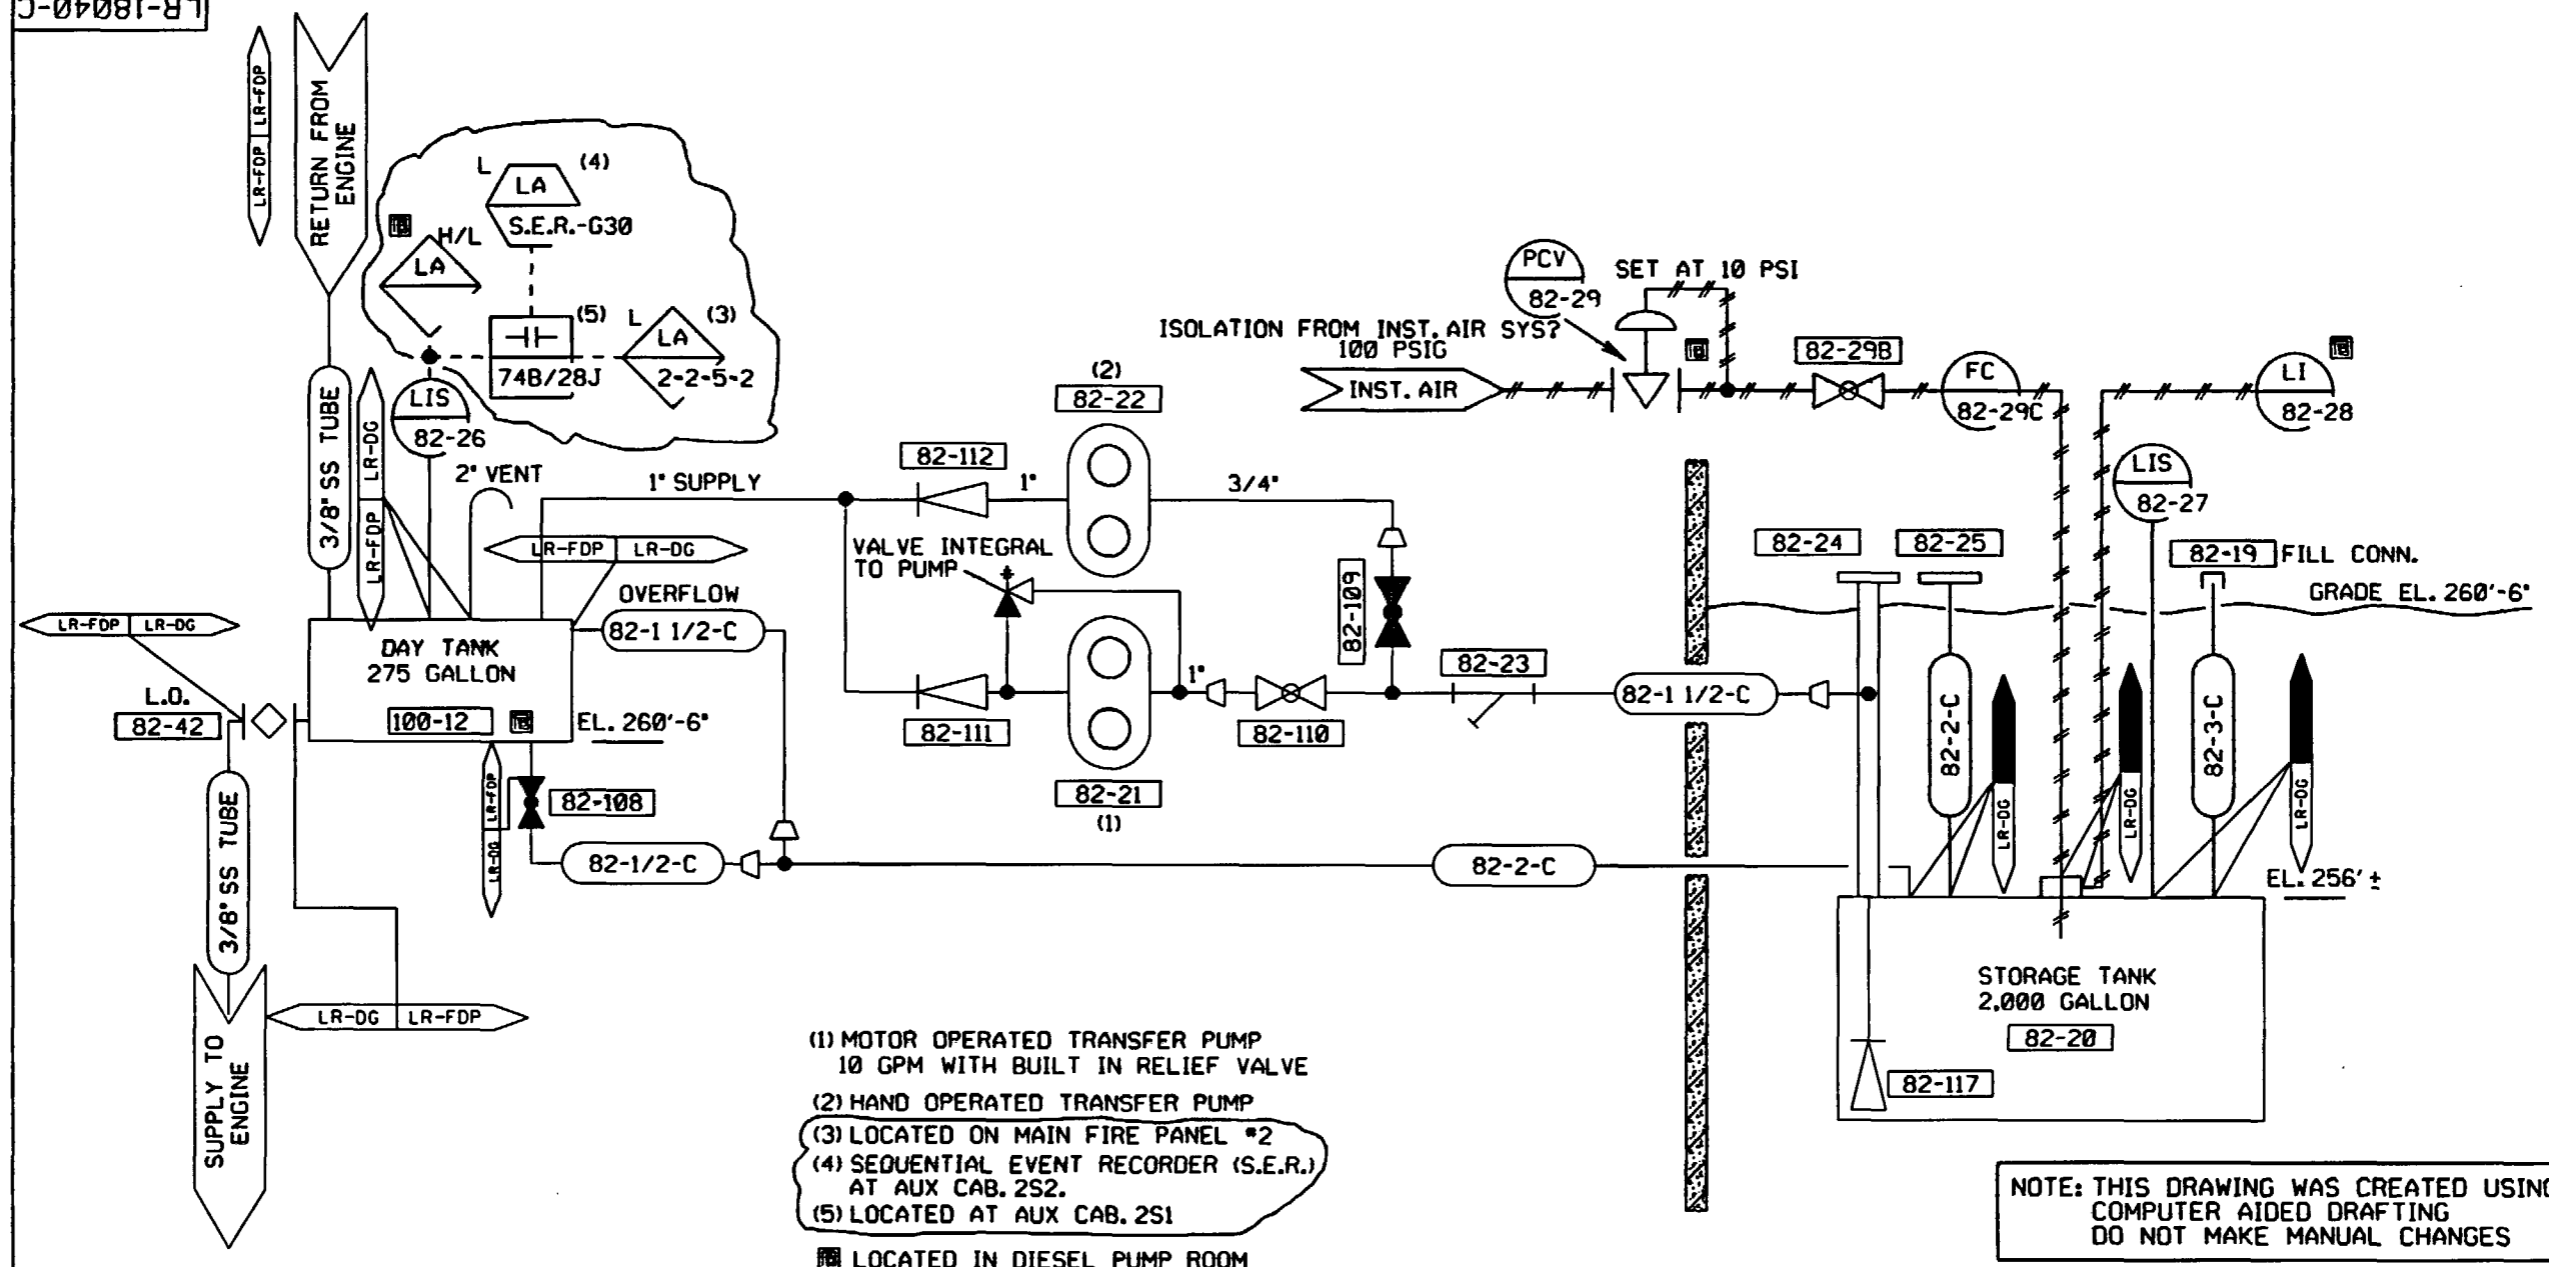 LR-18040-C
LR-FDP LR-FDP
RETURN FROM
ENGINE
L
LA
(4)
S.E.R.-G30
H/L
LA
(5)
74B/28J
L
LA
(3)
2-2-5-2
LIS
82-26
3/8" SS TUBE
LR-FDP LR-DG
2" VENT
1" SUPPLY
82-112
1"
(2)
82-22
3/4"
VALVE INTEGRAL
TO PUMP
LR-FDP LR-DG
OVERFLOW
82-1 1/2-C
LR-FDP LR-DG
DAY TANK
275 GALLON
100-12
EL. 260'-6"
L.O.
82-42
3/8" SS TUBE
SUPPLY TO
ENGINE
LR-DG LR-FDP
LR-DG LR-FDP
82-108
82-1/2-C
82-111
82-21
(1)
1"
82-110
82-109
82-23
82-1 1/2-C
82-2-C
PCV
82-29
SET AT 10 PSI
ISOLATION FROM INST. AIR SYS?
100 PSIG
INST. AIR
82-29B
FC
82-29C
LI
82-28
LIS
82-27
82-24
82-25
82-19
FILL CONN.
GRADE EL. 260'-6"
82-2-C
LR-DG
LR-DG
82-3-C
LR-DG
EL. 256' ±
STORAGE TANK
2,000 GALLON
82-20
82-117
(1) MOTOR OPERATED TRANSFER PUMP
10 GPM WITH BUILT IN RELIEF VALVE
(2) HAND OPERATED TRANSFER PUMP
(3) LOCATED ON MAIN FIRE PANEL #2
(4) SEQUENTIAL EVENT RECORDER (S.E.R.)
AT AUX CAB. 2S2.
(5) LOCATED AT AUX CAB. 2S1
LOCATED IN DIESEL PUMP ROOM
NOTE: THIS DRAWING WAS CREATED USING
COMPUTER AIDED DRAFTING
DO NOT MAKE MANUAL CHANGES